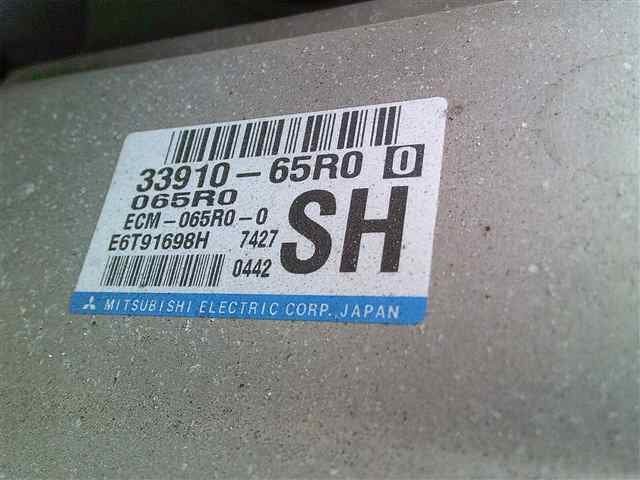 33910-65R0 0
065R0
ECM-065R0-0
E6T91698H 7427
SH
0442
MITSUBISHI ELECTRIC CORP., JAPAN